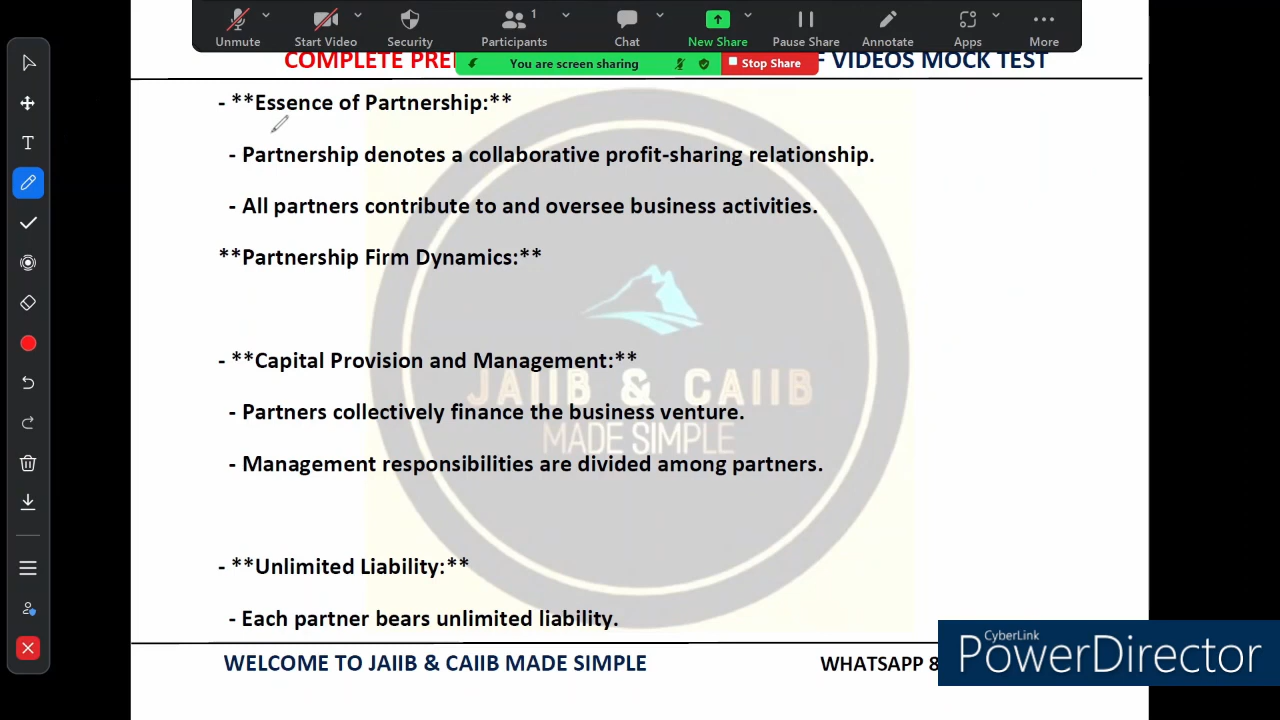 1
Unmute Start Video Security Participants Chat New Share Pause Share Annotate Apps More
COMPLETE VIDEOS MOCK TEST
You are screen sharing Stop Share
- **Essence of Partnership:**
- Partnership denotes a collaborative profit-sharing relationship.
- All partners contribute to and oversee business activities.
**Partnership Firm Dynamics:**
- **Capital Provision and Management:**
JAIIB & CAIIB
- Partners collectively finance the business venture.
MADE SIMPLE
- Management responsibilities are divided among partners.
- **Unlimited Liability:**
- Each partner bears unlimited liability.
WELCOME TO JAIIB & CAIIB MADE SIMPLE WHATSAPP 8
CyberLink
PowerDirector